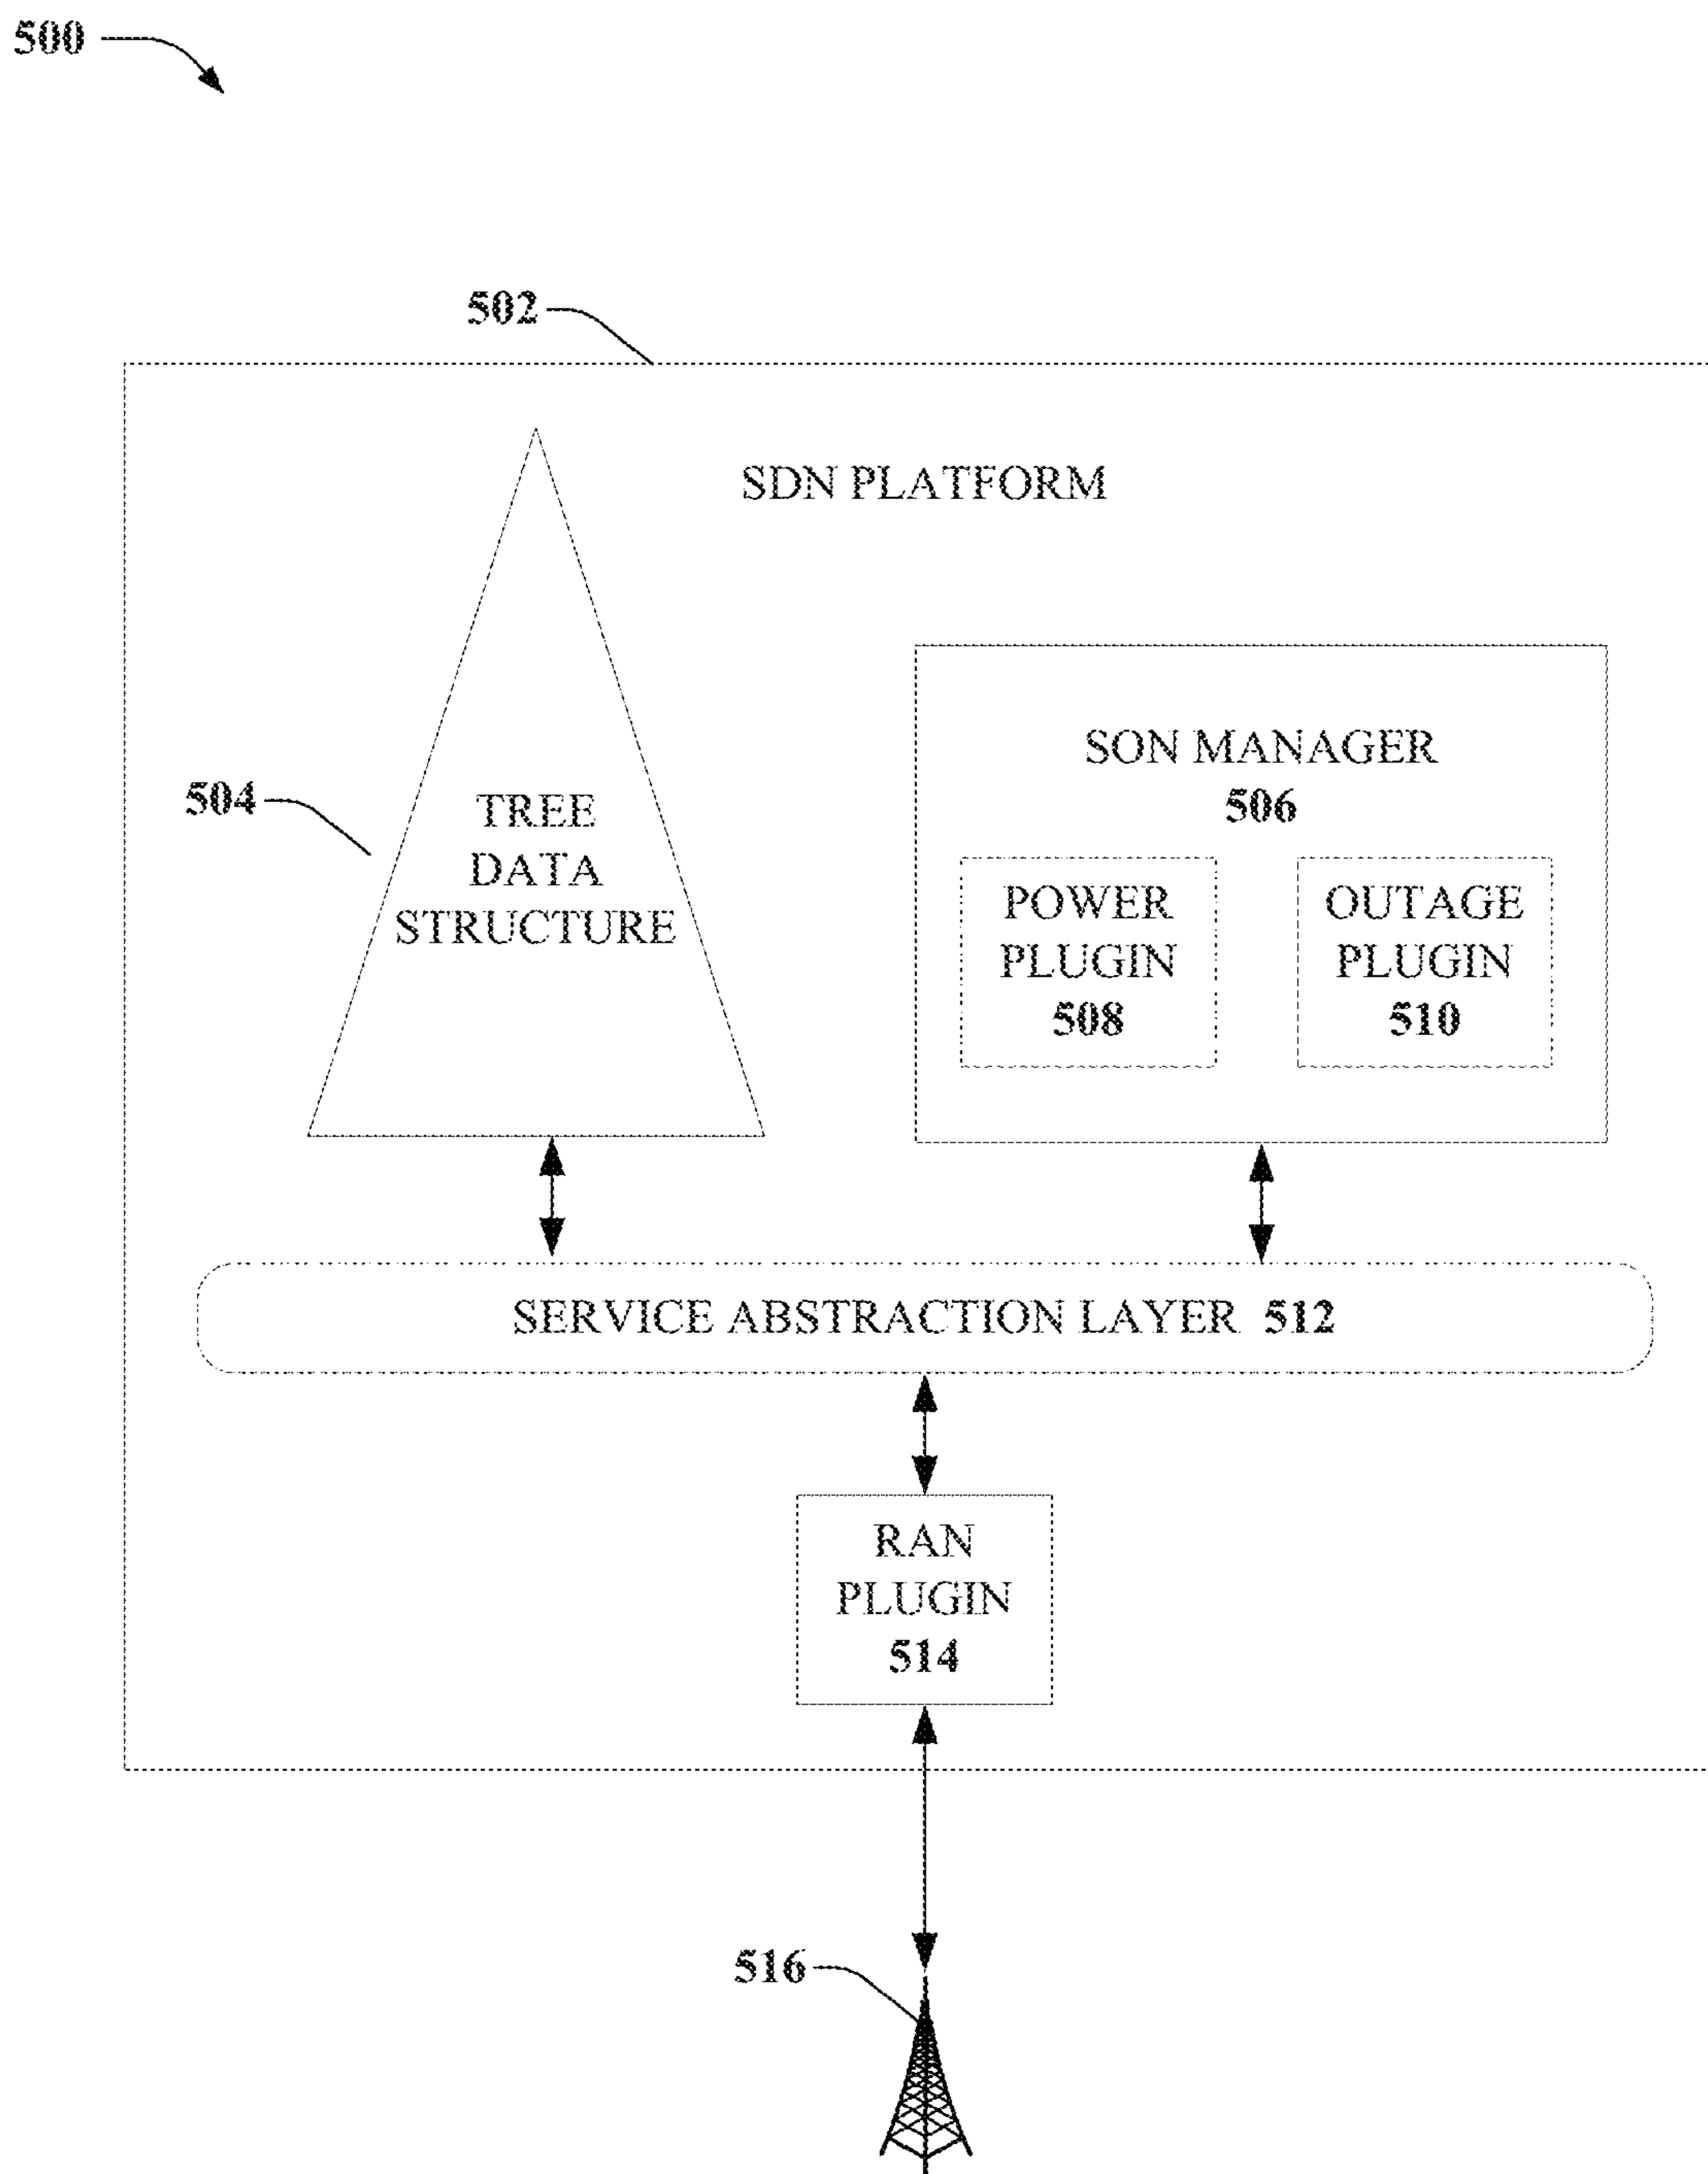 500
502
SDN PLATFORM
504
TREE
DATA
STRUCTURE
SON MANAGER
506
POWER
PLUGIN
508
OUTAGE
PLUGIN
510
SERVICE ABSTRACTION LAYER 512
RAN
PLUGIN
514
516